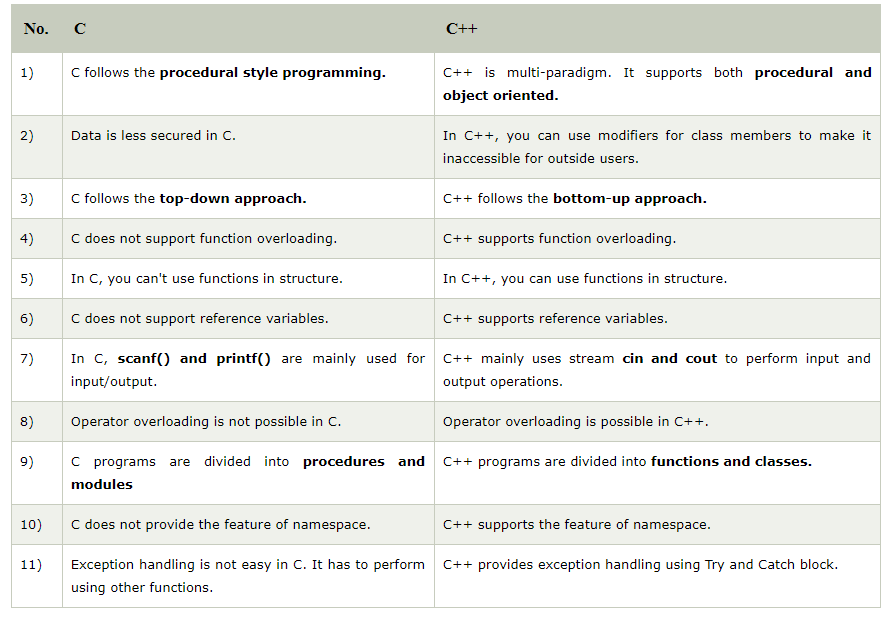 No. C C++
1) C follows the procedural style programming. C++ is multi-paradigm. It supports both procedural and
object oriented.
2) Data is less secured in C. In C++, you can use modifiers for class members to make it
inaccessible for outside users.
3) C follows the top-down approach. C++ follows the bottom-up approach.
4) C does not support function overloading. C++ supports function overloading.
5) In C, you can't use functions in structure. In C++, you can use functions in structure.
6) C does not support reference variables. C++ supports reference variables.
7) In C, scanf() and printf() are mainly used for
input/output.
C++ mainly uses stream cin and cout to perform input and
output operations.
8) Operator overloading is not possible in C. Operator overloading is possible in C++.
9) C programs are divided into procedures and
modules
C++ programs are divided into functions and classes.
10) C does not provide the feature of namespace. C++ supports the feature of namespace.
11) Exception handling is not easy in C. It has to perform
using other functions.
C++ provides exception handling using Try and Catch block.